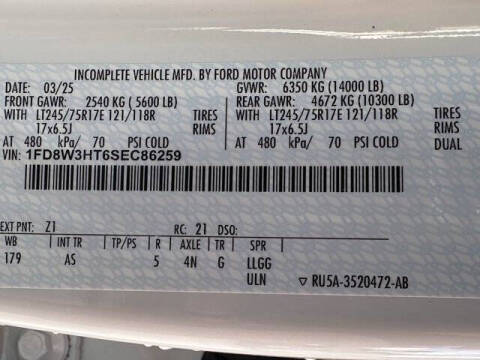 INCOMPLETE VEHICLE MFD. BY FORD MOTOR COMPANY
DATE: 03/25 GVWR: 6350 KG (14000 LB)
FRONT GAWR: 2540 KG ( 5600 LB) REAR GAWR: 4672 KG (10300 LB)
WITH LT245/75R17E 121/118R TIRES WITH LT245/75R17E 121/118R TIRES
17x6.5J RIMS 17x6.5J RIMS
AT 480 kPa/ 70 PSI COLD AT 480 kPa/ 70 PSI COLD DUAL
VIN: 1FD8W3HT6SEC86259
EXT PNT: Z1 RC: 21 DSO:
WB INT TR TP/PS R AXLE TR SPR
179 AS 5 4N G LLGG
ULN RU5A-3520472-AB